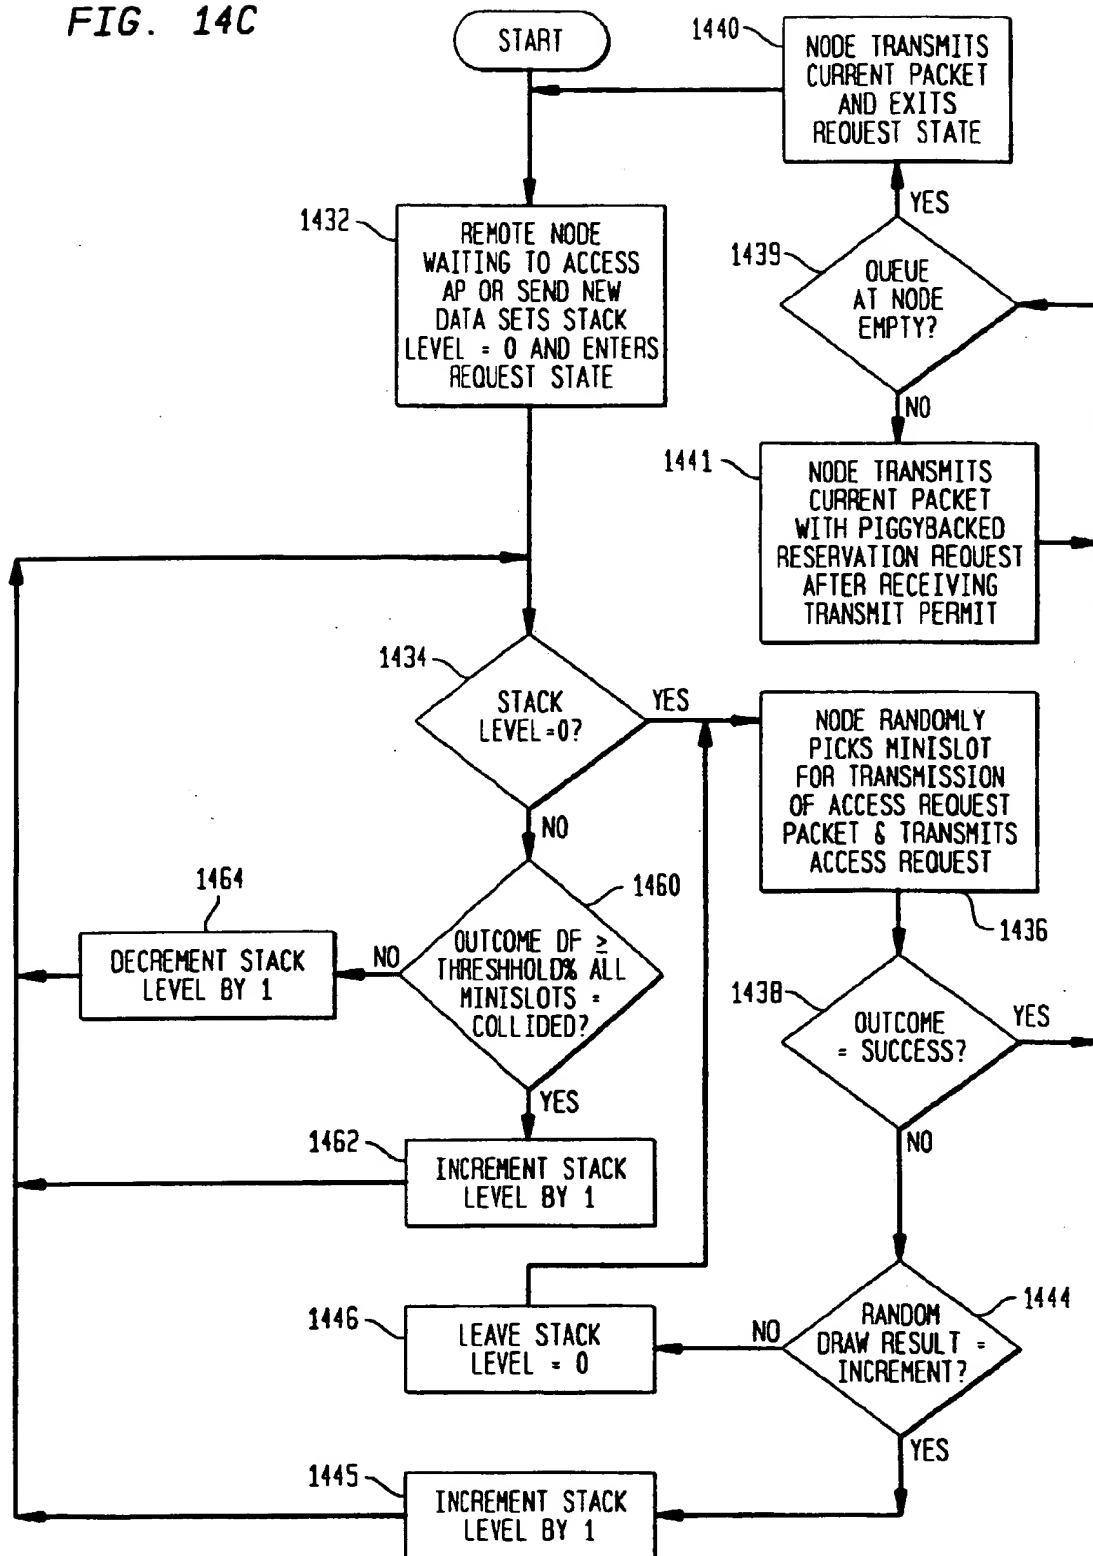 FIG. 14C
START
1440
NODE TRANSMITS
CURRENT PACKET
AND EXITS
REQUEST STATE
YES
1432
REMOTE NODE
WAITING TO ACCESS
AP OR SEND NEW
DATA SETS STACK
LEVEL = 0 AND ENTERS
REQUEST STATE
1439
QUEUE
AT NODE
EMPTY?
NO
1441
NODE TRANSMITS
CURRENT PACKET
WITH PIGGYBACKED
RESERVATION REQUEST
AFTER RECEIVING
TRANSMIT PERMIT
1434
STACK
LEVEL=0?
YES
NO
NODE RANDOMLY
PICKS MINISLOT
FOR TRANSMISSION
OF ACCESS REQUEST
PACKET & TRANSMITS
ACCESS REQUEST
1436
1464
DECREMENT STACK
LEVEL BY 1
NO
1460
OUTCOME OF ≥
THRESHHOLD% ALL
MINISLOTS =
COLLIDED?
YES
1438
OUTCOME
= SUCCESS?
YES
NO
1462
INCREMENT STACK
LEVEL BY 1
1446
LEAVE STACK
LEVEL = 0
NO
1444
RANDOM
DRAW RESULT =
INCREMENT?
YES
1445
INCREMENT STACK
LEVEL BY 1